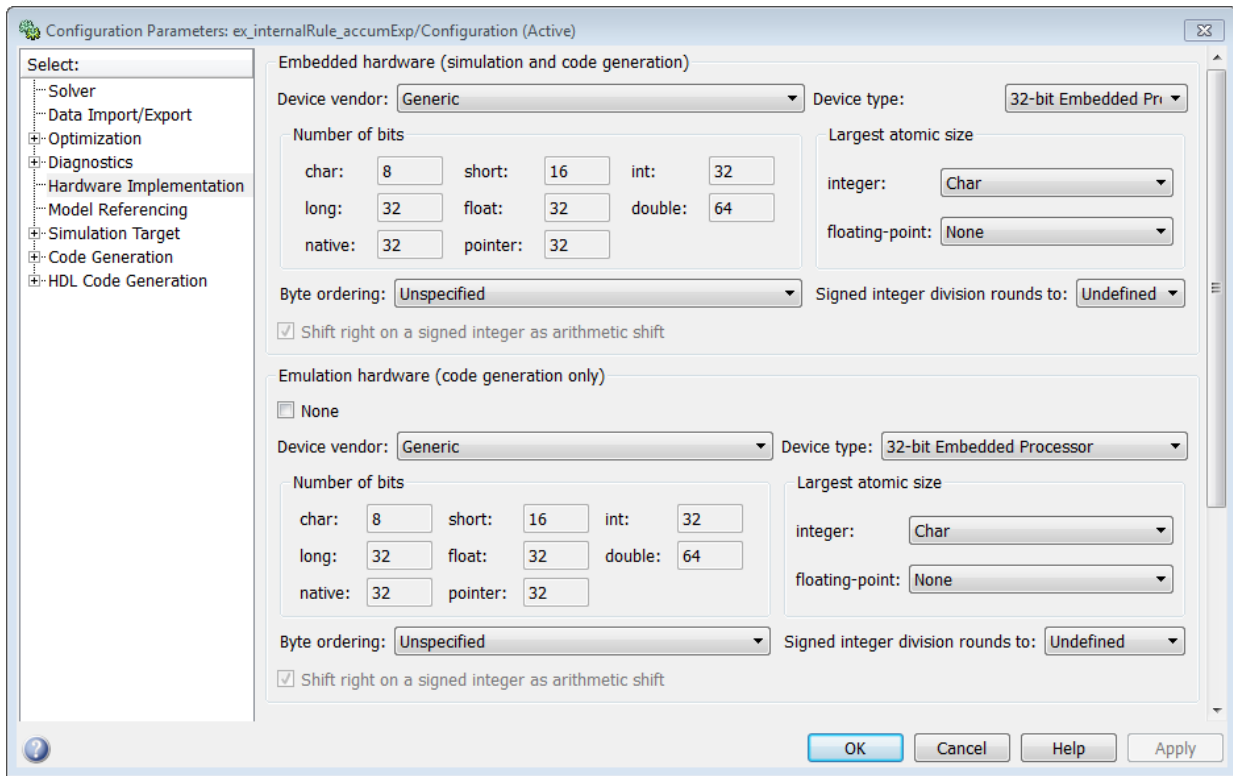 Configuration Parameters: ex_internalRule_accumExp/Configuration (Active)
Select:
Solver
Data Import/Export
Optimization
Diagnostics
Hardware Implementation
Model Referencing
Simulation Target
Code Generation
HDL Code Generation
Embedded hardware (simulation and code generation)
Device vendor: Generic Device type: 32-bit Embedded Pro
Number of bits
char: 8 short: 16 int: 32
long: 32 float: 32 double: 64
native: 32 pointer: 32
Largest atomic size
integer: Char
floating-point: None
Byte ordering: Unspecified Signed integer division rounds to: Undefined
Shift right on a signed integer as arithmetic shift
Emulation hardware (code generation only)
None
Device vendor: Generic Device type: 32-bit Embedded Processor
Number of bits
char: 8 short: 16 int: 32
long: 32 float: 32 double: 64
native: 32 pointer: 32
Largest atomic size
integer: Char
floating-point: None
Byte ordering: Unspecified Signed integer division rounds to: Undefined
Shift right on a signed integer as arithmetic shift
OK Cancel Help Apply